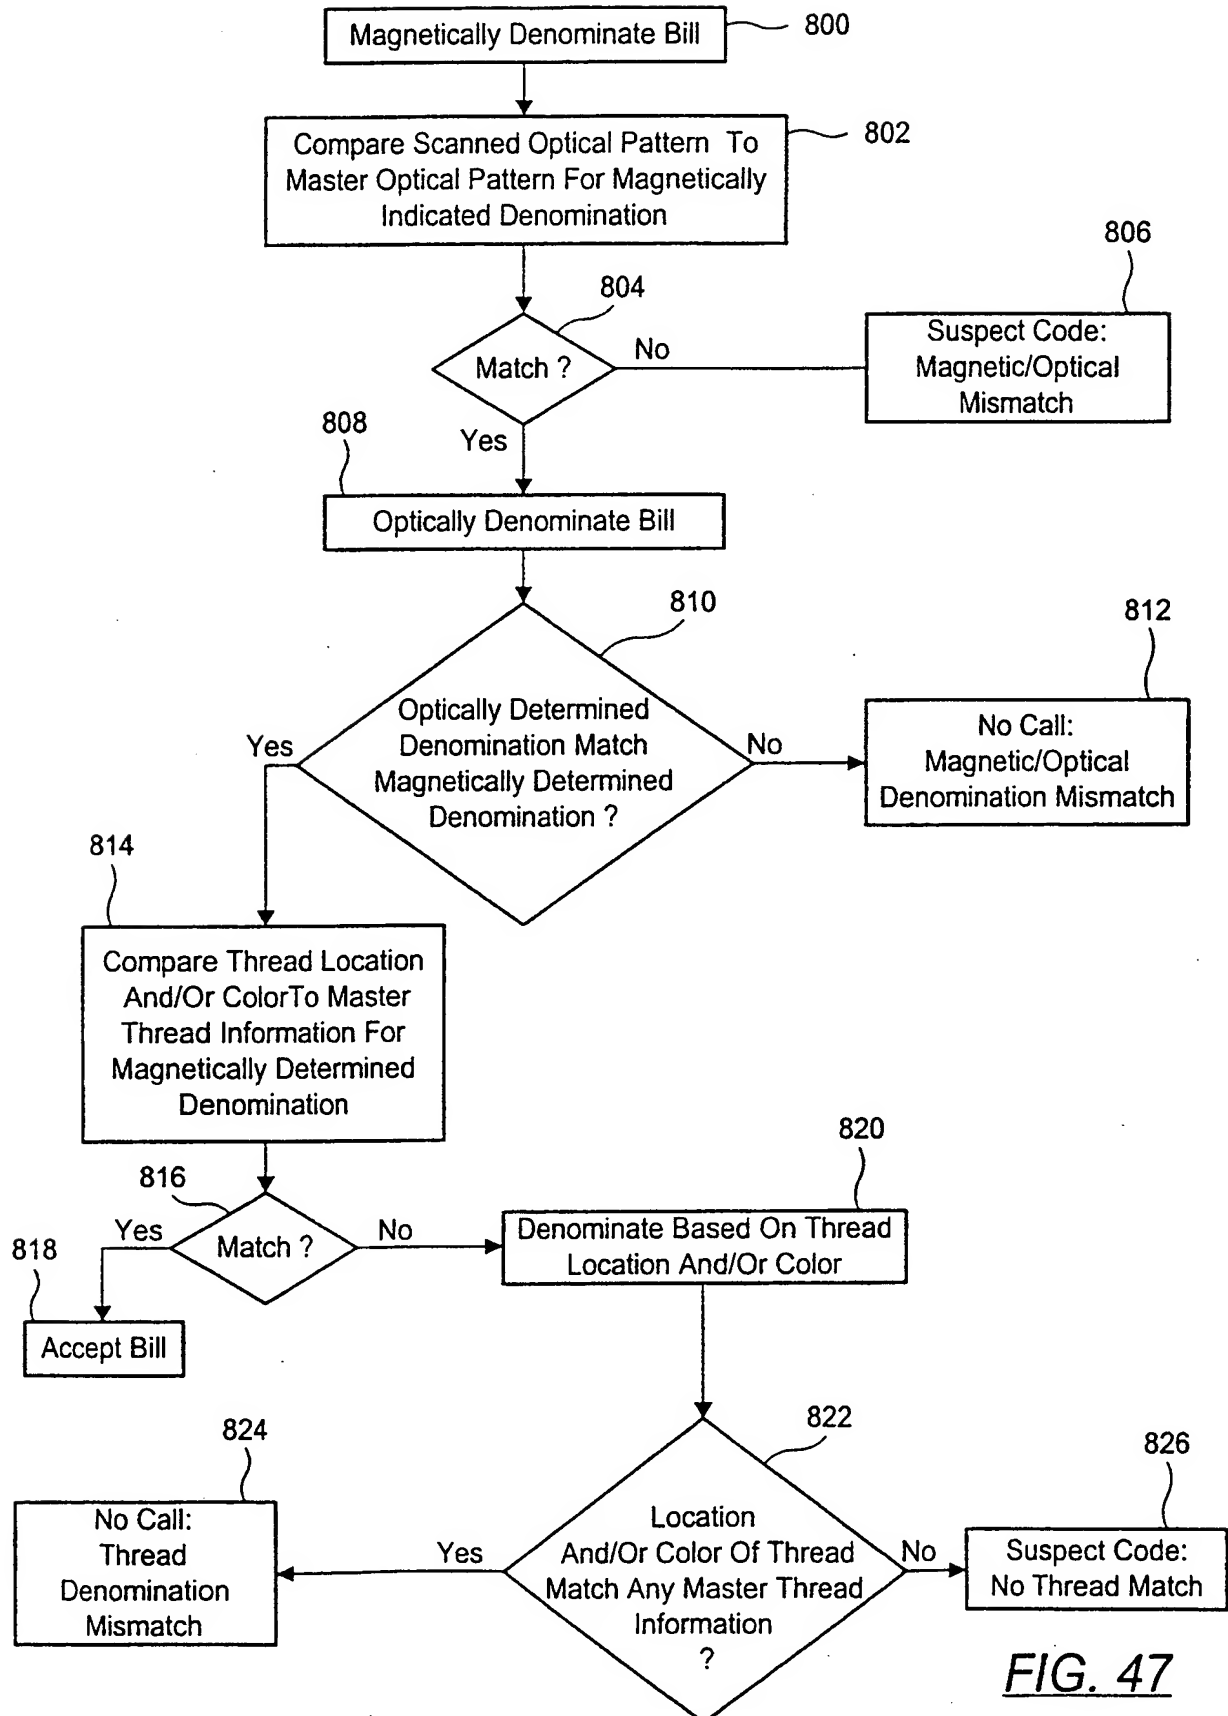 Magnetically Denominate Bill
800
Compare Scanned Optical Pattern To
Master Optical Pattern For Magnetically
Indicated Denomination
802
804
806
Match ?
No
Yes
Suspect Code:
Magnetic/Optical
Mismatch
808
Optically Denominate Bill
810
812
Optically Determined
Denomination Match
Magnetically Determined
Denomination ?
Yes
No
No Call:
Magnetic/Optical
Denomination Mismatch
814
Compare Thread Location
And/Or ColorTo Master
Thread Information For
Magnetically Determined
Denomination
816
Match ?
Yes
No
818
Accept Bill
820
Denominate Based On Thread
Location And/Or Color
822
Location
And/Or Color Of Thread
Match Any Master Thread
Information
?
Yes
No
824
No Call:
Thread
Denomination
Mismatch
826
Suspect Code:
No Thread Match
FIG. 47